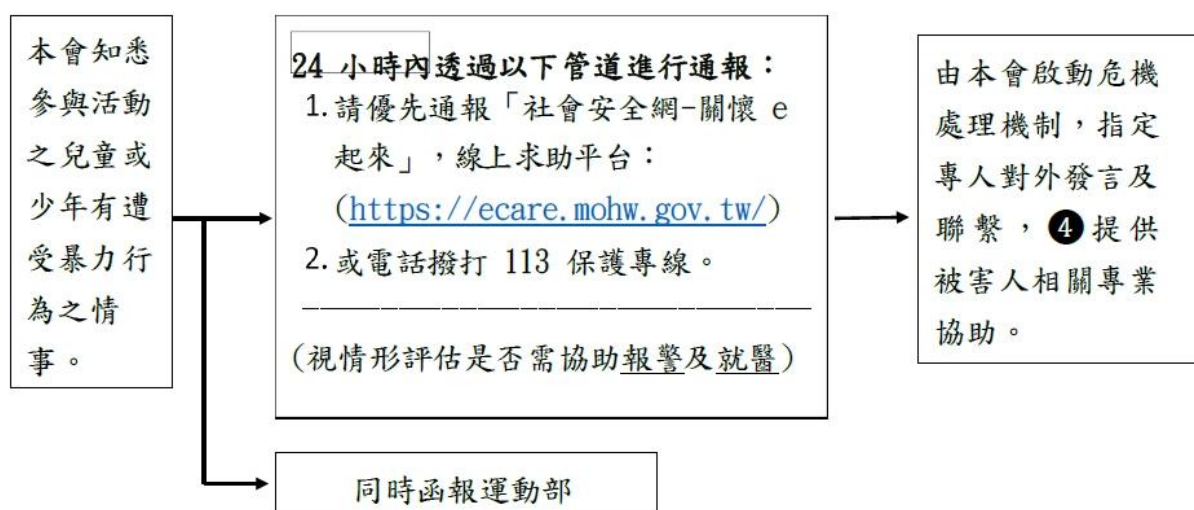 本會知悉
參與活動
之兒童或
少年有遭
受暴力行
為之情
事。
24 小時內透過以下管道進行通報：
1.請優先通報「社會安全網-關懷 e
起來」，線上求助平台：
(https://ecare.mohw.gov.tw/)
2.或電話撥打 113 保護專線。
(視情形評估是否需協助報警及就醫)
由本會啟動危機
處理機制，指定
專人對外發言及
聯繫，❹提供
被害人相關專業
協助。
同時函報運動部